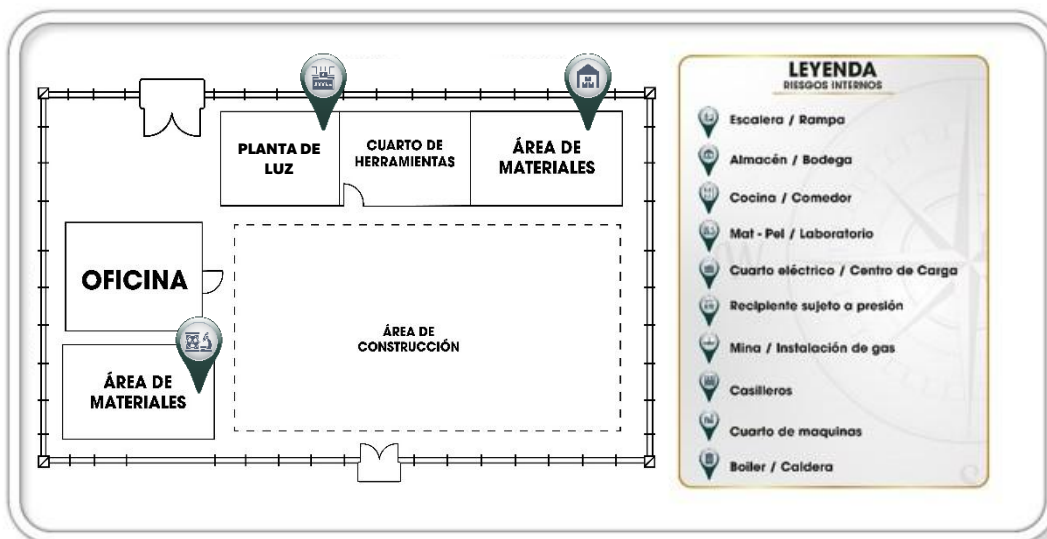 PLANTA DE
LUZ
CUARTO DE
HERRAMIENTAS
ÁREA DE
MATERIALES
OFICINA
ÁREA DE
CONSTRUCCIÓN
ÁREA DE
MATERIALES
LEYENDA
RIESGOS INTERNOS
Escalera / Rampa
Almacén / Bodega
Cocina / Comedor
Mat - Pel / Laboratorio
Cuarto eléctrico / Centro de Carga
Recipiente sujeto a presión
Mina / Instalación de gas
Casilleros
Cuarto de maquinas
Boiler / Caldera